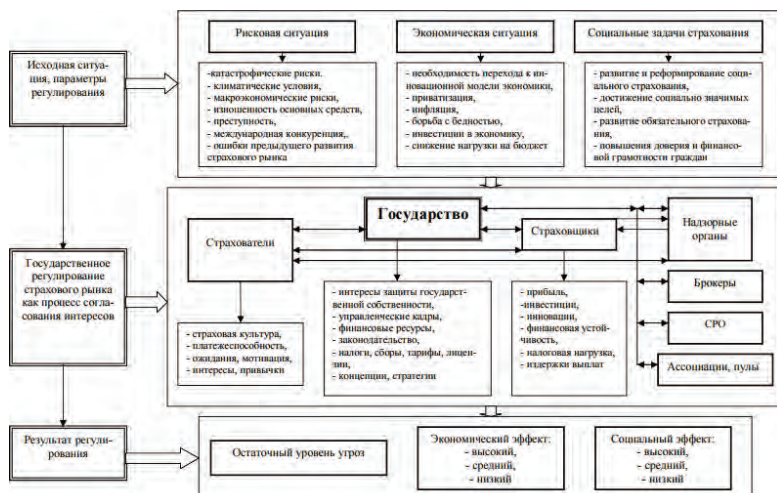 Исходная ситуа-
ция, параметры
регулирования
Рисковая ситуация
-катастрофические риски.
- климатические условия,
- макроэкономические риски,
- изношенность основных средств,
- преступность,
- международная конкуренция,.
- ошибки предыдущего развития
страхового рынка
Экономическая ситуация
- необходимость перехода к ин-
новационной модели экономики,
- приватизация,
- инфляция,
- борьба с бедностью,
- инвестиции в экономику,
- снижение нагрузки на бюджет
Социальные задачи страхования
- развитие и реформирование соци-
ального страхования,
- достижение социально значимых
целей,
- развитие обязательного страхова-
ния,
- повышения доверия и финансо-
вой грамотности граждан
Государственное
регулирование
страхового рынка
как процесс согла-
сования интересов
Страхователи
Государство
Страховщики
Надзорные
органы
Брокеры
СРО
Ассоциации, пулы
- страховая культура,
- платежеспособность,
- ожидания, мотивация,
- интересы, привычки
- интересы защиты государст-
венной собственности,
- управленческие кадры,
- финансовые ресурсы,
- законодательство,
- налоги, сборы, тарифы, лицен-
зии,
- концепции, стратегии
- прибыль,
-инвестиции,
- инновации,
- финансовая устой-
чивость,
- налоговая нагрузка,
- издержки выплат
Результат регули-
рования
Остаточный уровень угроз
Экономический эффект:
- высокий,
- средний,
- низкий
Социальный эффект:
- высокий,
- средний,
- низкий